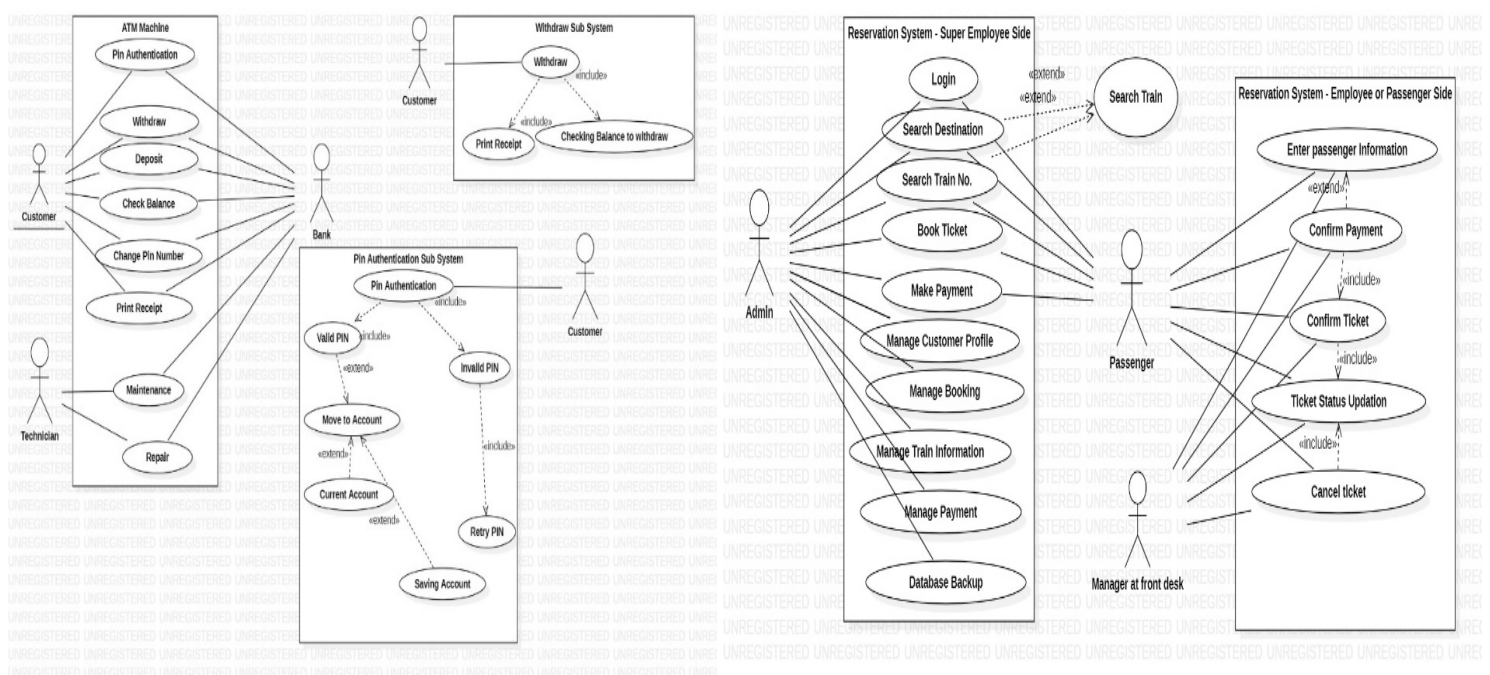 ATM Machine
Pin Authentication
Withdraw
Deposit
Check Balance
Change Pin Number
Print Receipt
Maintenance
Repair
Customer
Technician
Bank
Withdraw Sub System
Withdraw
«include»
«include»
Print Receipt
Checking Balance to withdraw
Customer
Pin Authentication Sub System
Pin Authentication
«include»
Valid PIN
«include»
Invalid PIN
«extend»
Move to Account
«include»
«extend»
Current Account
«extend»
Retry PIN
Saving Account
Customer
Reservation System - Super Employee Side
Login
Search Destination
Search Train No.
Book Ticket
Make Payment
Manage Customer Profile
Manage Booking
Manage Train Information
Manage Payment
Database Backup
Admin
«extend»
«extend»
Search Train
Passenger
Manager at front desk
Reservation System - Employee or Passenger Side
Enter passenger Information
«extend»
Confirm Payment
«include»
Confirm Ticket
«include»
Ticket Status Updation
«include»
Cancel ticket
UNREGISTERED